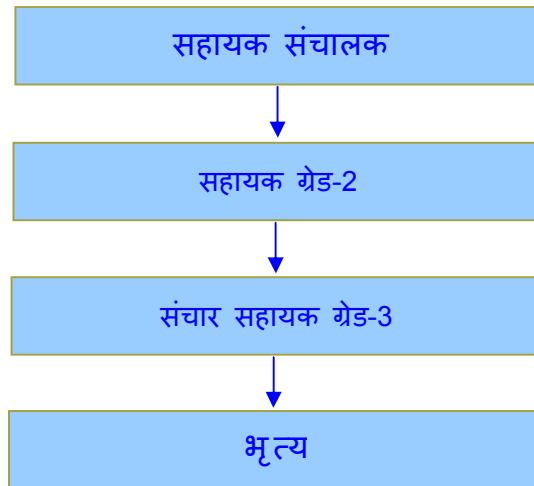 सहायक संचालक
सहायक ग्रेड-2
संचार सहायक ग्रेड-3
भृत्य